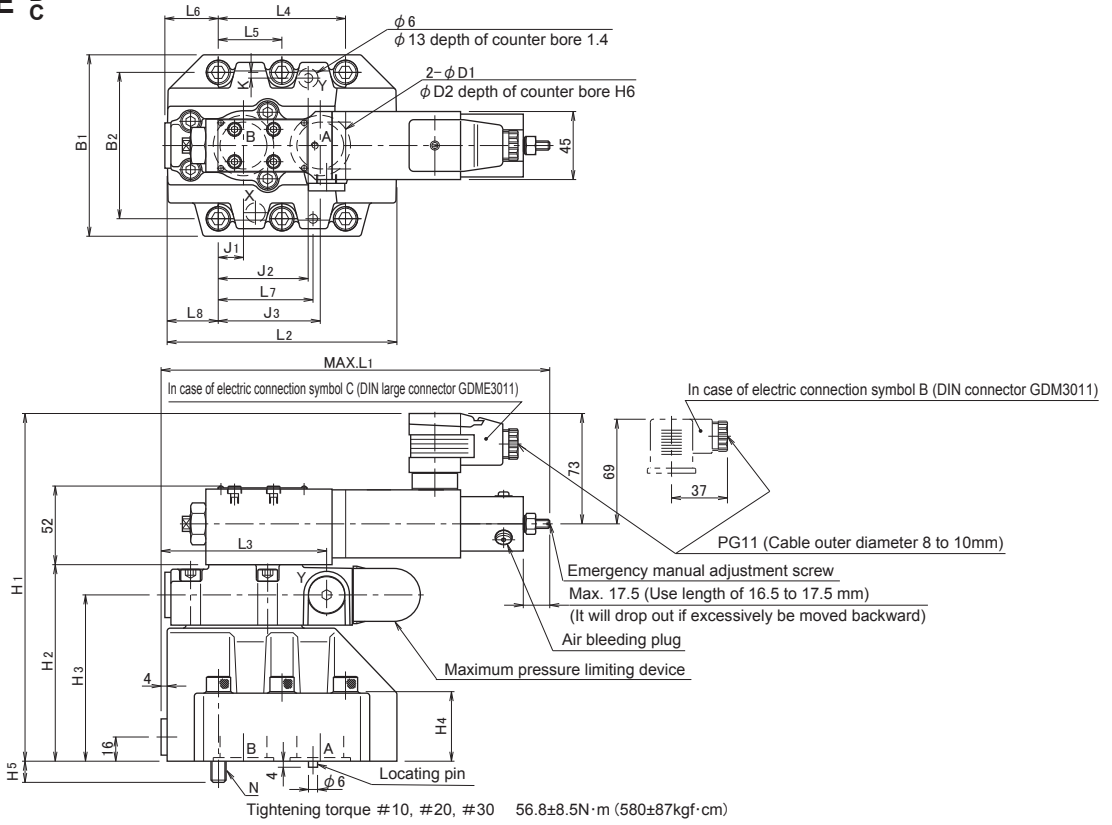 C
L6
L4
L5
φ6
φ13 depth of counter bore 1.4
2-φD1
φD2 depth of counter bore H6
K
Y
B1
B2
B
A
45
X
J1
J2
L7
L8
J3
L2
MAX.L1
In case of electric connection symbol C (DIN large connector GDME3011)
In case of electric connection symbol B (DIN connector GDM3011)
73
69
37
52
L3
PG11 (Cable outer diameter 8 to 10mm)
Y
Emergency manual adjustment screw
Max. 17.5 (Use length of 16.5 to 17.5 mm)
(It will drop out if excessively be moved backward)
Air bleeding plug
Maximum pressure limiting device
H1
H2
H3
4
16
H4
B
A
H5
4
Locating pin
N
φ6
Tightening torque #10, #20, #30 56.8±8.5N·m (580±87kgf·cm)